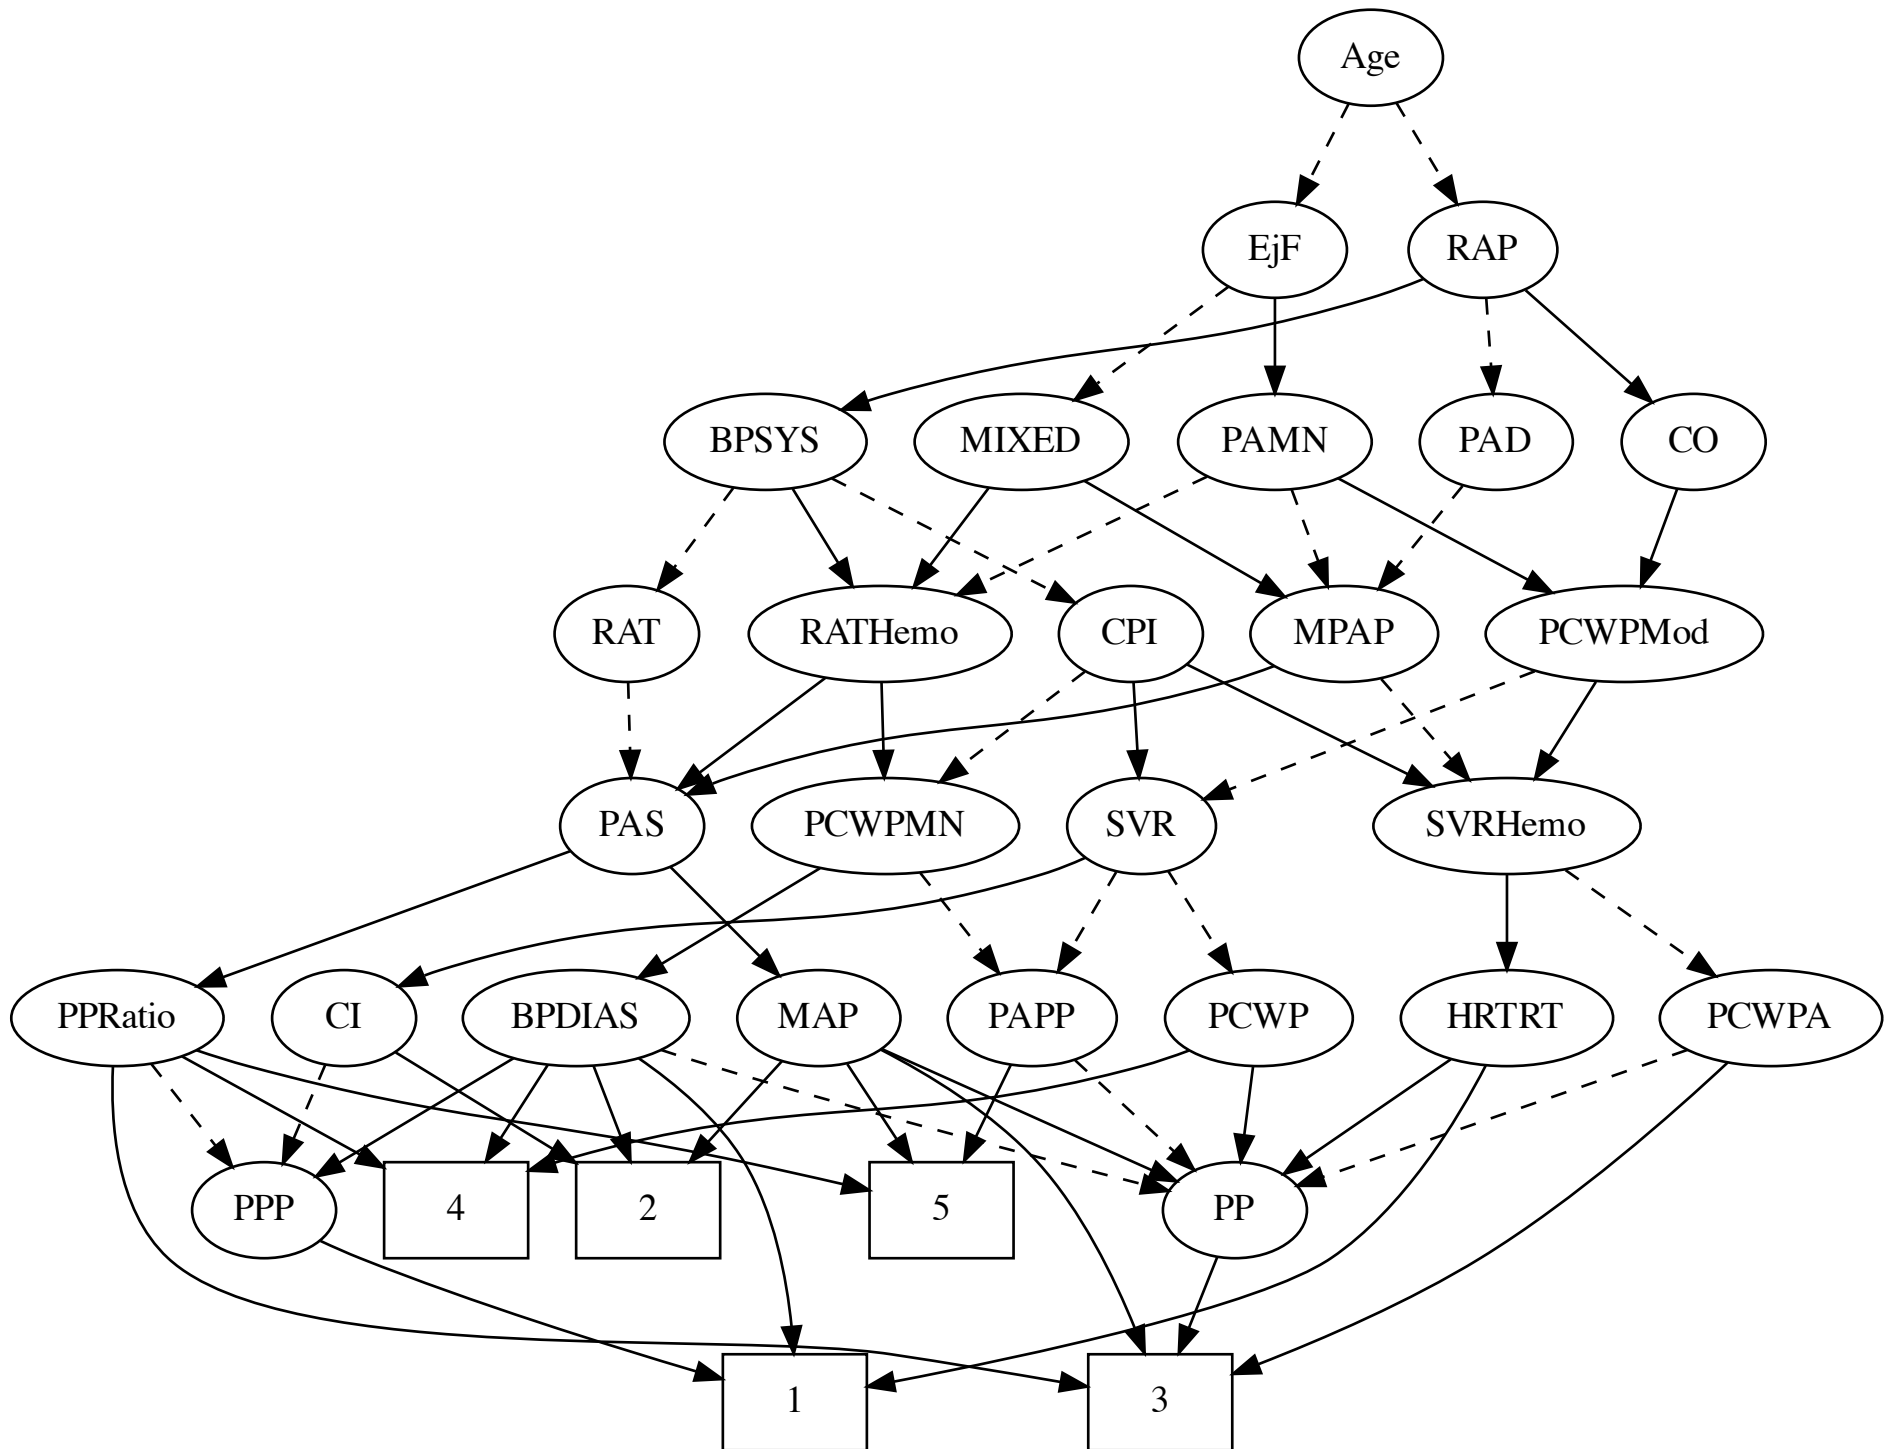 Age
EjF
RAP
BPSYS
MIXED
PAMN
PAD
CO
RAT
RATHemo
CPI
MPAP
PCWPMod
PAS
PCWPMN
SVR
SVRHemo
PPRatio
CI
BPDIAS
MAP
PAPP
PCWP
HRTRT
PCWPA
PPP
4
2
5
PP
1
3